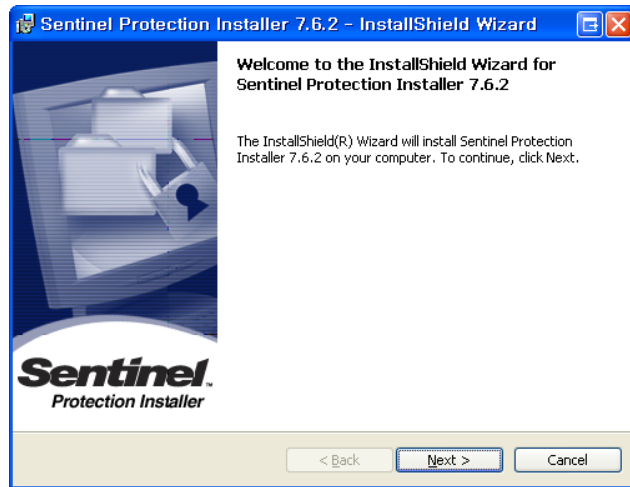 Sentinel Protection Installer 7.6.2 - InstallShield Wizard
Welcome to the InstallShield Wizard for
Sentinel Protection Installer 7.6.2
The InstallShield(R) Wizard will install Sentinel Protection
Installer 7.6.2 on your computer. To continue, click Next.
Sentinel™
Protection Installer
< Back
Next >
Cancel